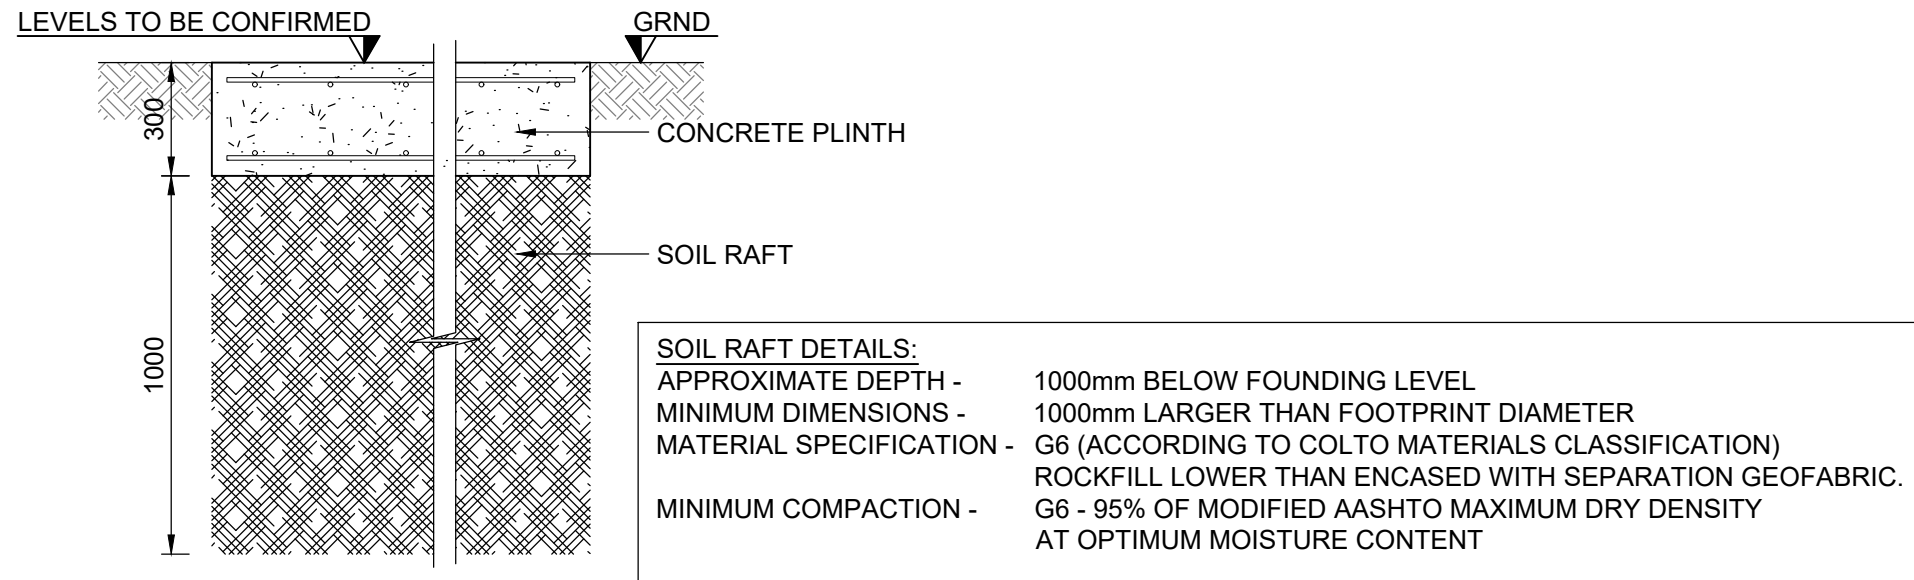 LEVELS TO BE CONFIRMED
GRND
300
CONCRETE PLINTH
SOIL RAFT
1000
SOIL RAFT DETAILS:
APPROXIMATE DEPTH - 1000mm BELOW FOUNDING LEVEL
MINIMUM DIMENSIONS - 1000mm LARGER THAN FOOTPRINT DIAMETER
MATERIAL SPECIFICATION - G6 (ACCORDING TO COLTO MATERIALS CLASSIFICATION)
ROCKFILL LOWER THAN ENCASED WITH SEPARATION GEOFABRIC.
MINIMUM COMPACTION - G6 - 95% OF MODIFIED AASHTO MAXIMUM DRY DENSITY
AT OPTIMUM MOISTURE CONTENT